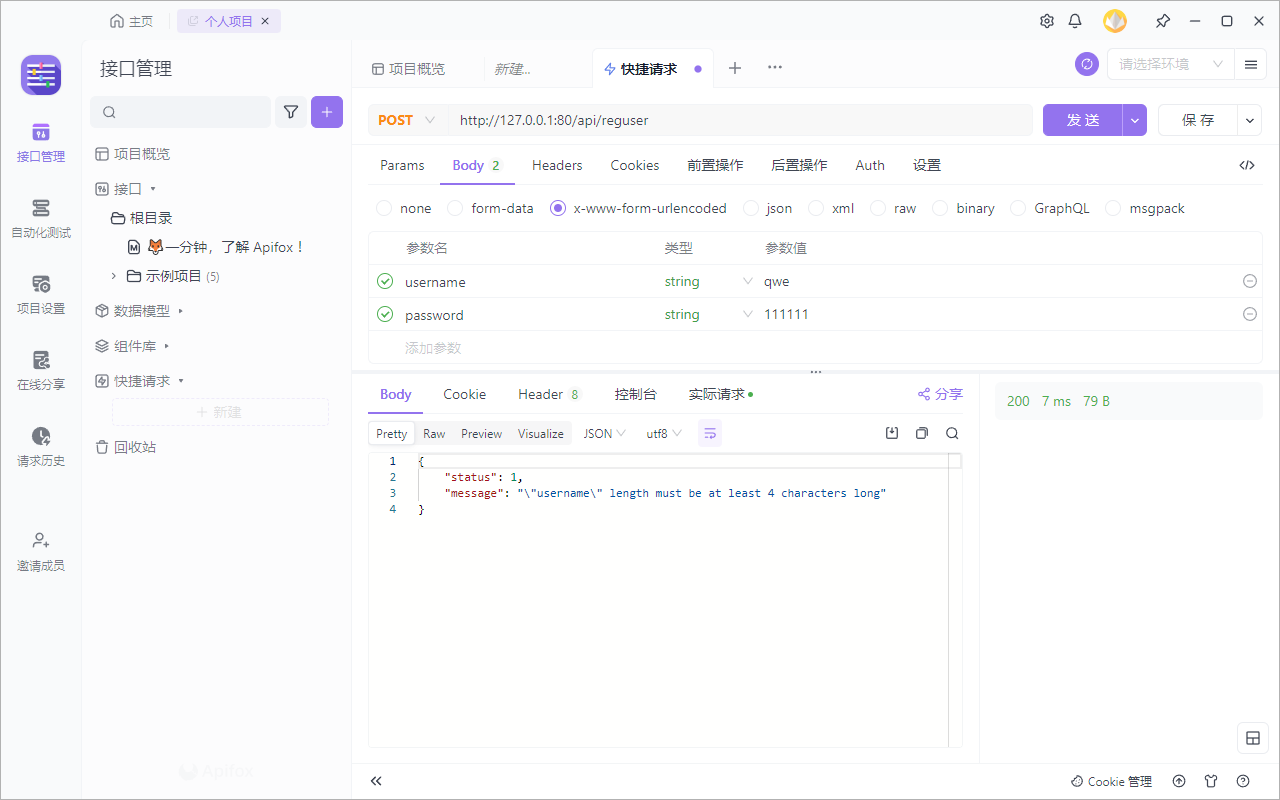 主页
个人项目
接口管理
项目概览
新建...
快捷请求
请选择环境
POST
http://127.0.0.1:80/api/reguser
发 送
保 存
接口管理
自动化测试
项目设置
在线分享
请求历史
邀请成员
项目概览
接口
根目录
一分钟，了解 Apifox！
示例项目 (5)
数据模型
组件库
快捷请求
新建
回收站
Apifox
Params
Body 2
Headers
Cookies
前置操作
后置操作
Auth
设置
none
form-data
x-www-form-urlencoded
json
xml
raw
binary
GraphQL
msgpack
参数名 类型 参数值
username string qwe
password string 111111
添加参数
Body
Cookie
Header 8
控制台
实际请求
分享
200 7 ms 79 B
Pretty
Raw
Preview
Visualize
JSON
utf8
1 {
2 "status": 1,
3 "message": "\"username\" length must be at least 4 characters long"
4 }
Cookie 管理